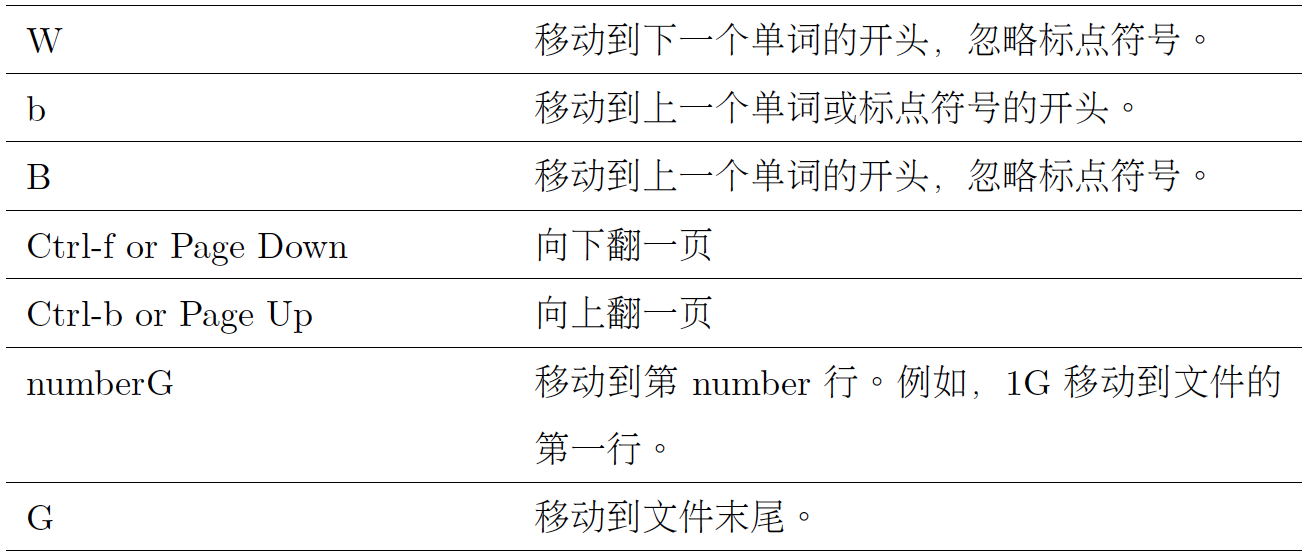 W 移动到下一个单词的开头，忽略标点符号。
b 移动到上一个单词或标点符号的开头。
B 移动到上一个单词的开头，忽略标点符号。
Ctrl-f or Page Down 向下翻一页
Ctrl-b or Page Up 向上翻一页
numberG 移动到第 number 行。例如，1G 移动到文件的
第一行。
G 移动到文件末尾。